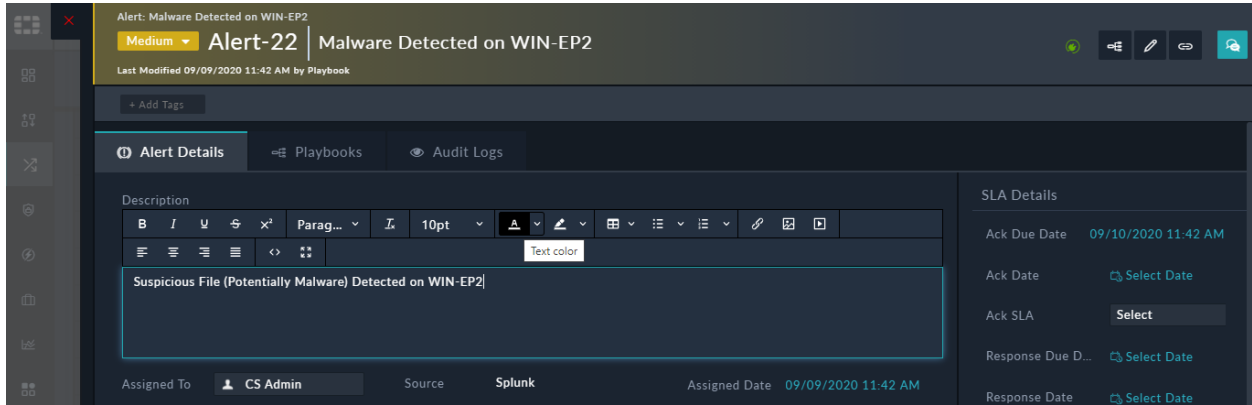 Alert: Malware Detected on WIN-EP2
Medium Alert-22 Malware Detected on WIN-EP2
Last Modified 09/09/2020 11:42 AM by Playbook
+ Add Tags
Alert Details Playbooks Audit Logs
Description
B I U S x² Parag... Ix 10pt A
Text color
Suspicious File (Potentially Malware) Detected on WIN-EP2
Assigned To CS Admin Source Splunk Assigned Date 09/09/2020 11:42 AM
SLA Details
Ack Due Date 09/10/2020 11:42 AM
Ack Date Select Date
Ack SLA Select
Response Due D... Select Date
Response Date Select Date